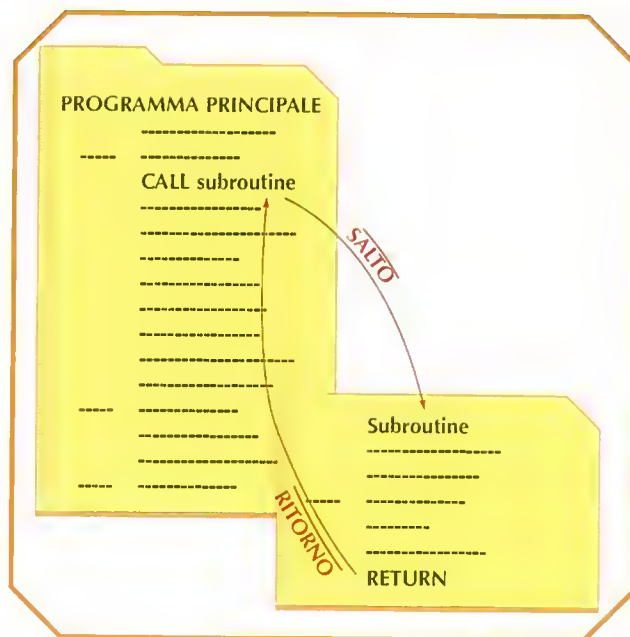 PROGRAMMA PRINCIPALE
CALL subroutine
SALTO
Subroutine
RITORNO
RETURN